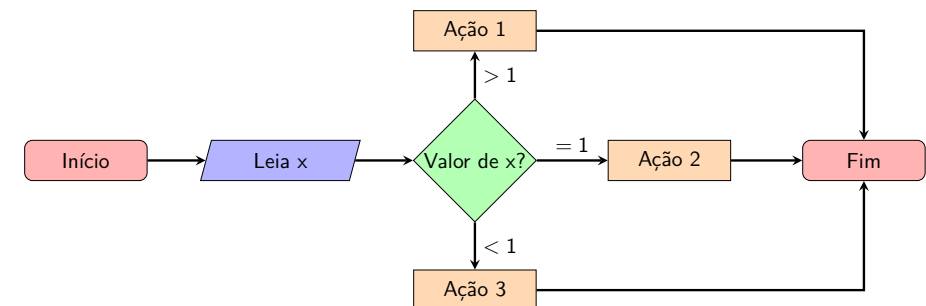 Ação 1
> 1
Início
Leia x
Valor de x?
= 1
Ação 2
Fim
< 1
Ação 3